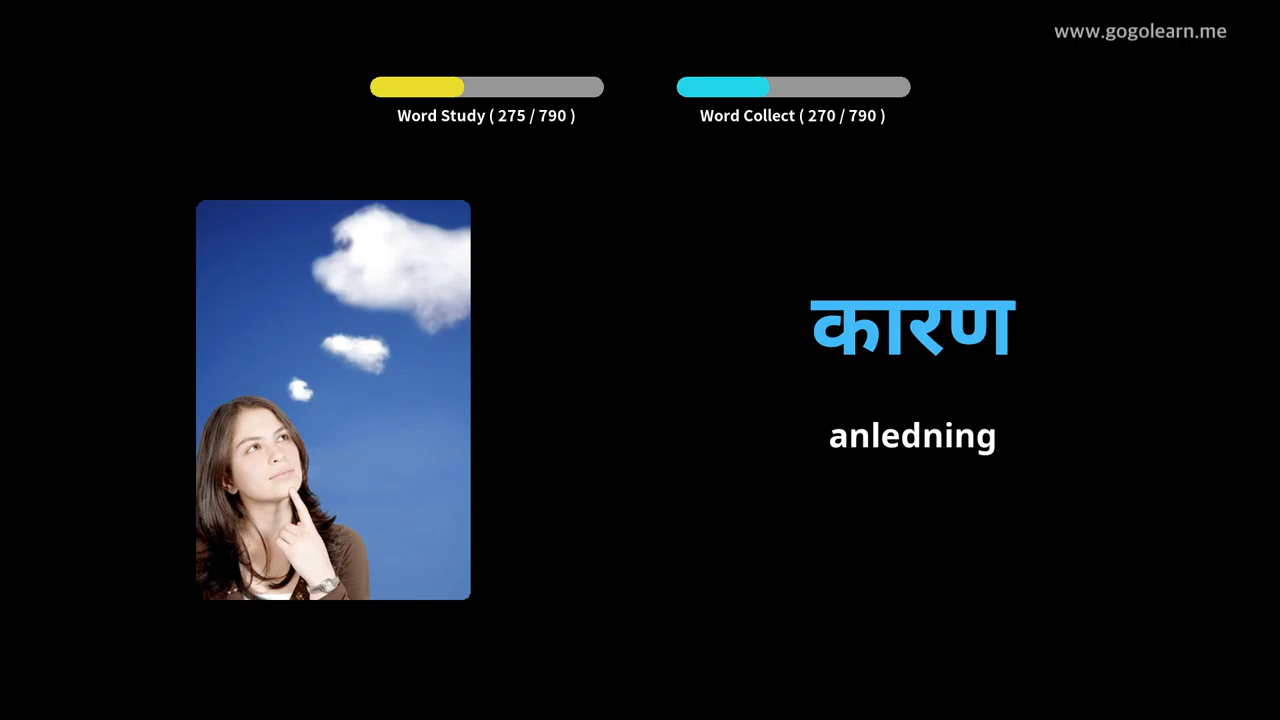 www.gogolearn.me
Word Study ( 275 / 790 )
Word Collect ( 270 / 790 )
कारण
anledning